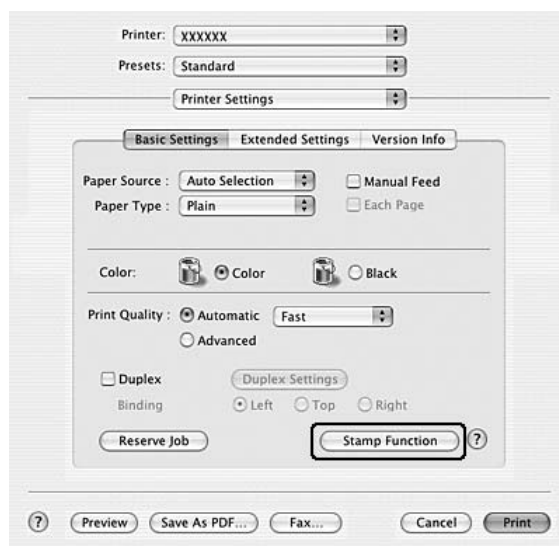 Printer: XXXXXX
Presets: Standard
Printer Settings
Basic Settings Extended Settings Version Info
Paper Source : Auto Selection Manual Feed
Paper Type : Plain Each Page
Color: Color Black
Print Quality : Automatic Fast
Advanced
Duplex Duplex Settings
Binding Left Top Right
Reserve Job Stamp Function ?
? Preview Save As PDF... Fax... Cancel Print